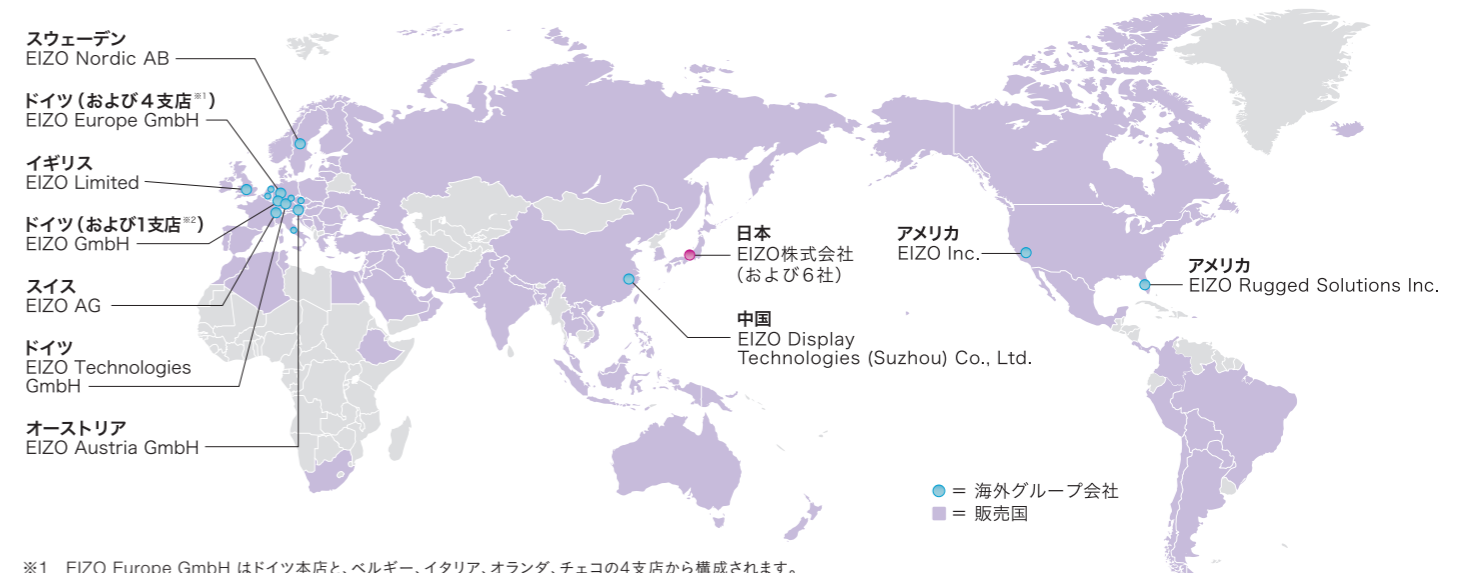 スウェーデン
EIZO Nordic AB
ドイツ（および4支店※1）
EIZO Europe GmbH
イギリス
EIZO Limited
ドイツ（および1支店※2）
EIZO GmbH
スイス
EIZO AG
ドイツ
EIZO Technologies
GmbH
オーストリア
EIZO Austria GmbH
日本
EIZO株式会社
（および6社）
中国
EIZO Display
Technologies (Suzhou) Co., Ltd.
アメリカ
EIZO Inc.
アメリカ
EIZO Rugged Solutions Inc.
＝ 海外グループ会社
＝ 販売国
※1 EIZO Europe GmbH はドイツ本店と、ベルギー、イタリア、オランダ、チェコの4支店から構成されます。